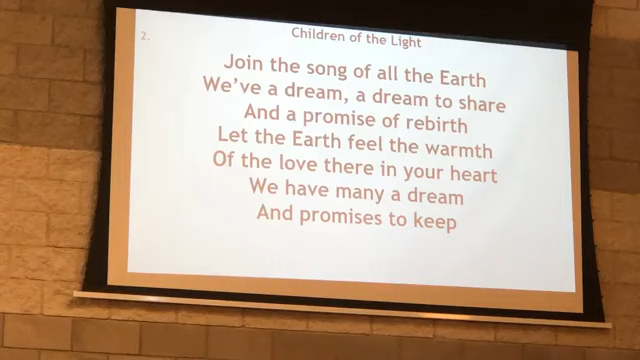 2.
Children of the Light
Join the song of all the Earth
We've a dream, a dream to share
And a promise of rebirth
Let the Earth feel the warmth
Of the love there in your heart
We have many a dream
And promises to keep